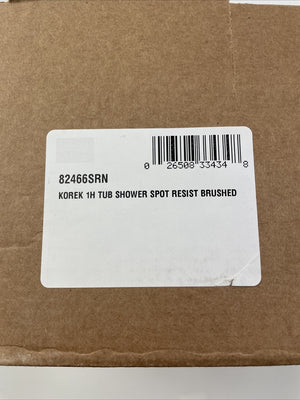 0 26508 33434 8
82466SRN
KOREK 1H TUB SHOWER SPOT RESIST BRUSHED